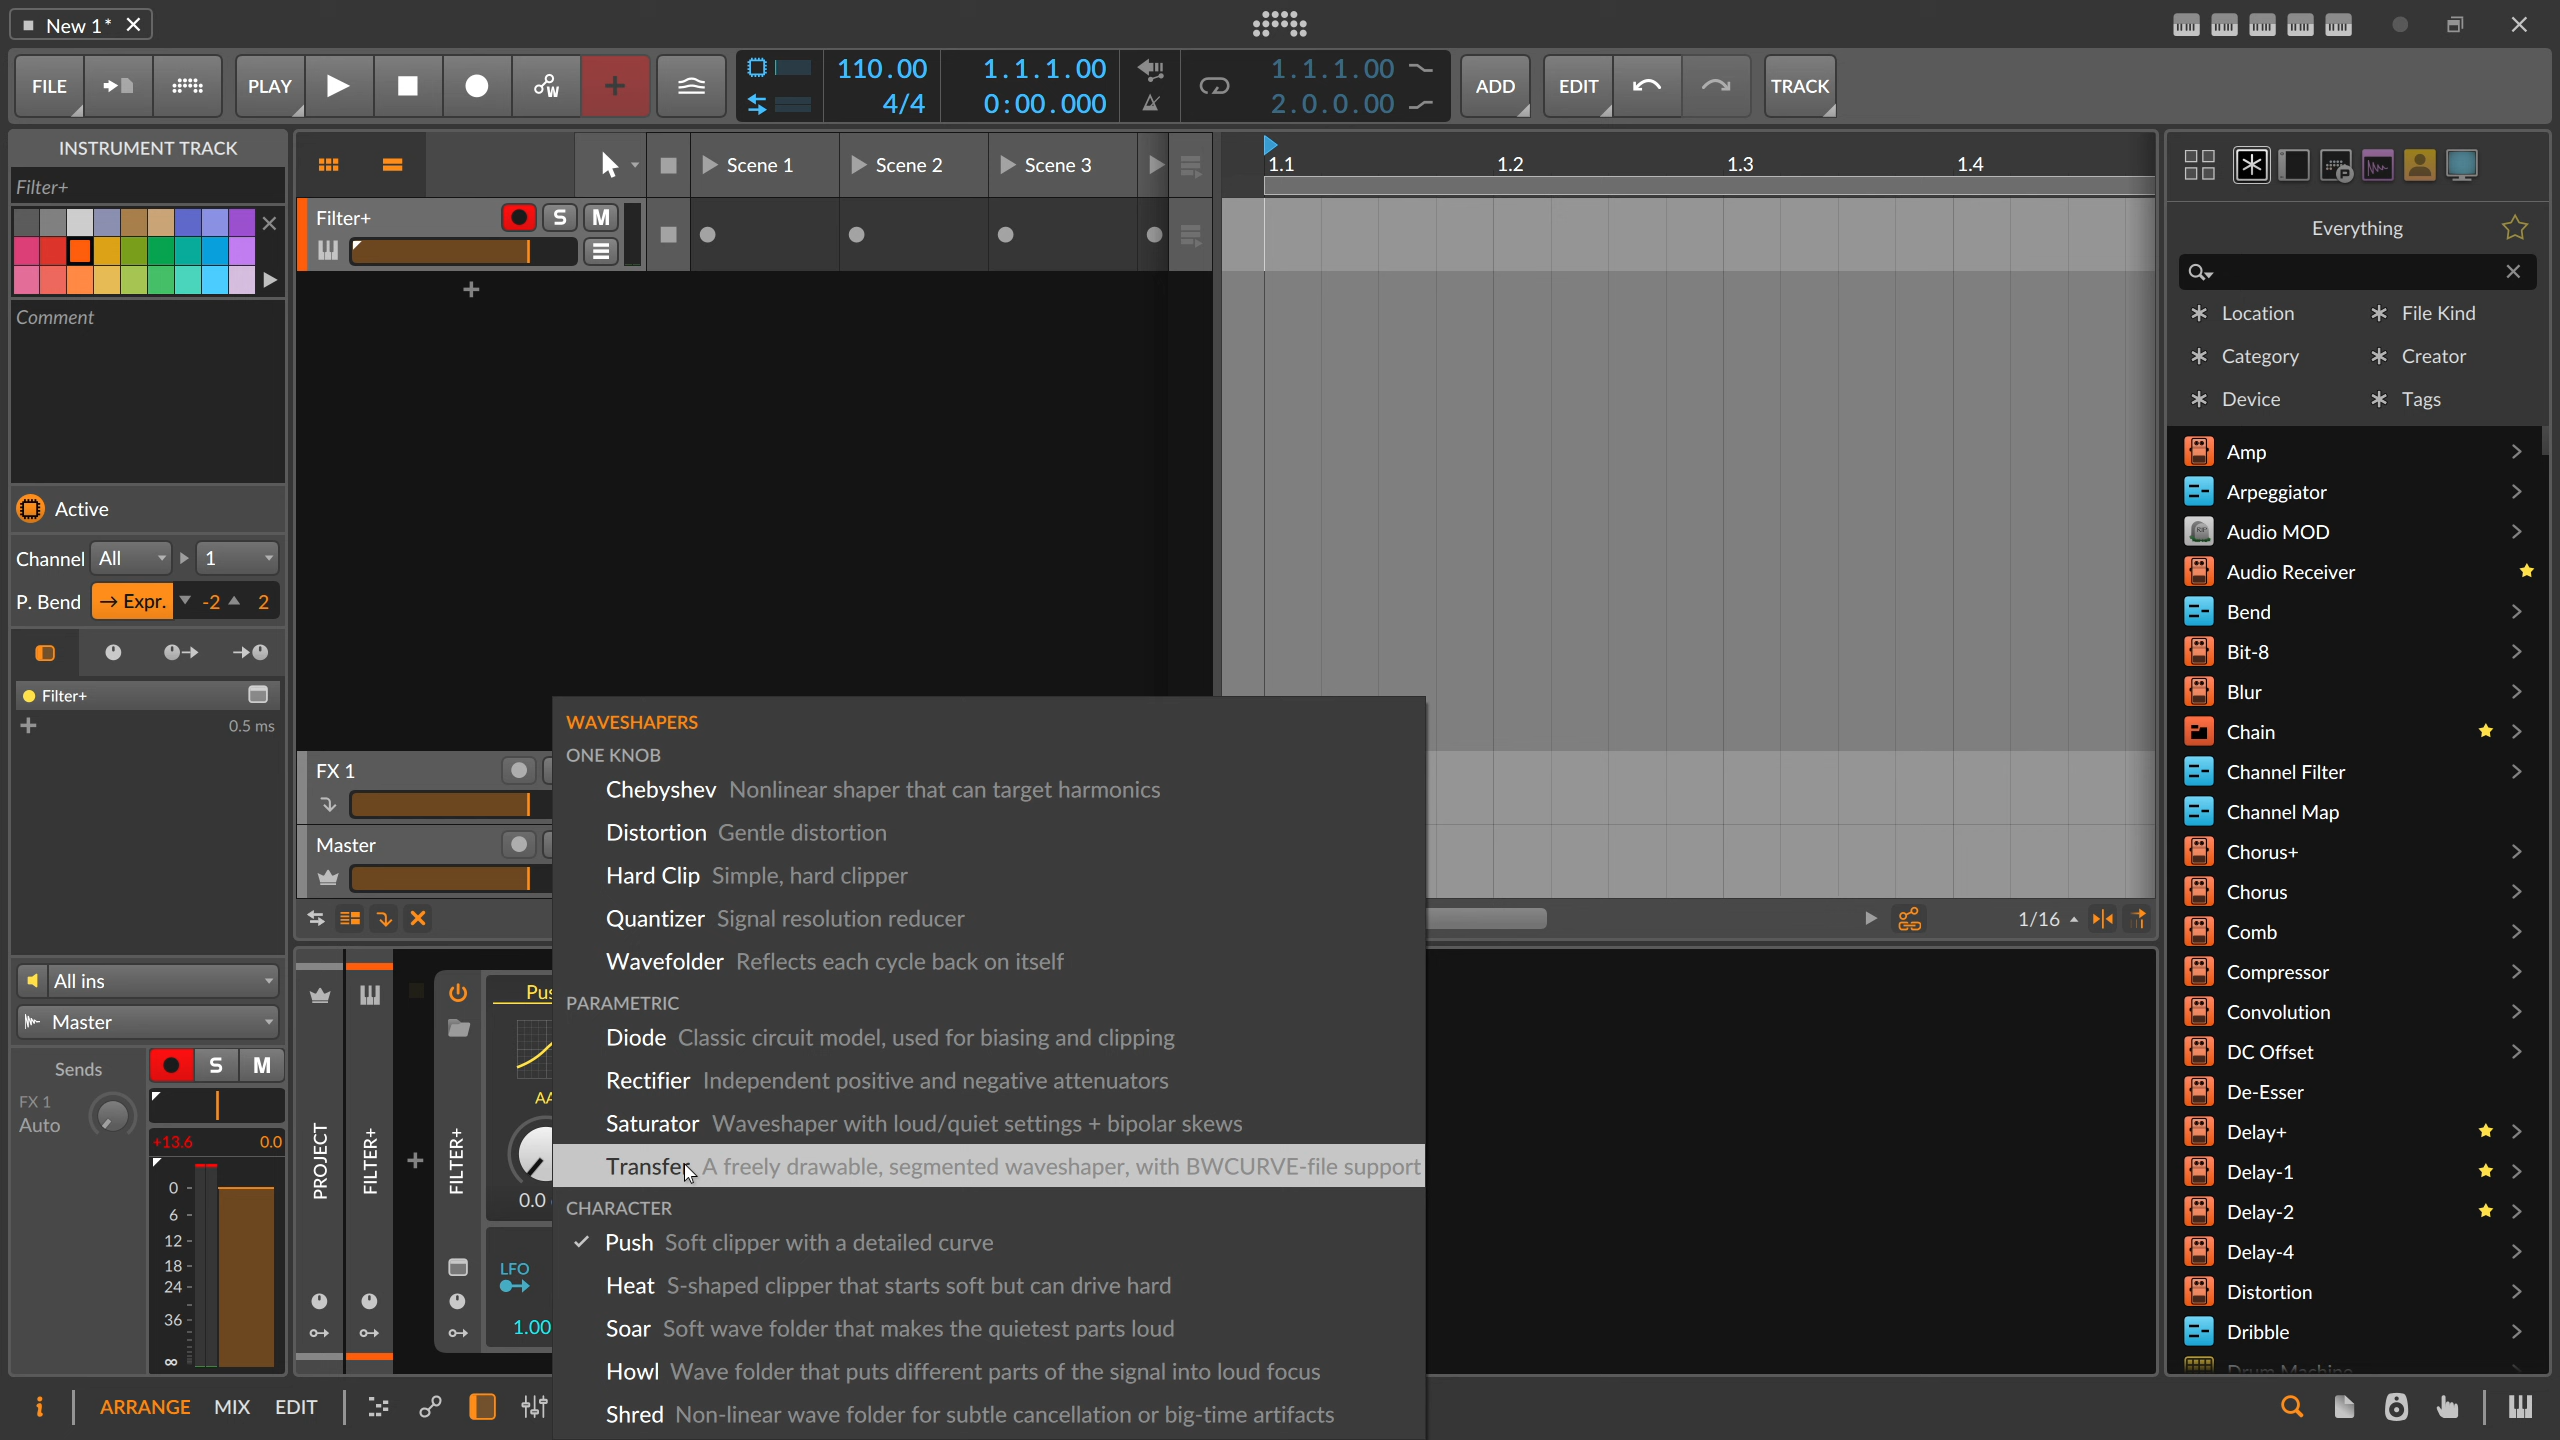 New 1*
FILE
PLAY
W
110.00
4/4
1.1.1.00
0:00.000
1.1.1.00
2.0.0.00
ADD
EDIT
TRACK
INSTRUMENT TRACK
Filter+
Comment
Active
Channel All 1
P. Bend Expr. -2 2
Filter+
0.5 ms
All ins
Master
Sends
S M
FX 1
Auto
+13.6 0.0
0
6
12
18
24
36
∞
Scene 1 Scene 2 Scene 3
Filter+ S M
1.1 1.2 1.3 1.4
FX 1
Master
1/16
PROJECT
FILTER+
FILTER+
Pus
AA
0.0
LFO
1.00
WAVESHAPERS
ONE KNOB
Chebyshev Nonlinear shaper that can target harmonics
Distortion Gentle distortion
Hard Clip Simple, hard clipper
Quantizer Signal resolution reducer
Wavefolder Reflects each cycle back on itself
PARAMETRIC
Diode Classic circuit model, used for biasing and clipping
Rectifier Independent positive and negative attenuators
Saturator Waveshaper with loud/quiet settings + bipolar skews
Transfer A freely drawable, segmented waveshaper, with BWCURVE-file support
CHARACTER
Push Soft clipper with a detailed curve
Heat S-shaped clipper that starts soft but can drive hard
Soar Soft wave folder that makes the quietest parts loud
Howl Wave folder that puts different parts of the signal into loud focus
Shred Non-linear wave folder for subtle cancellation or big-time artifacts
Everything
Location File Kind
Category Creator
Device Tags
Amp
Arpeggiator
RIP
Audio MOD
Audio Receiver
Bend
Bit-8
Blur
Chain
Channel Filter
Channel Map
Chorus+
Chorus
Comb
Compressor
Convolution
DC Offset
De-Esser
Delay+
Delay-1
Delay-2
Delay-4
Distortion
Dribble
Drum Machine
i ARRANGE MIX EDIT